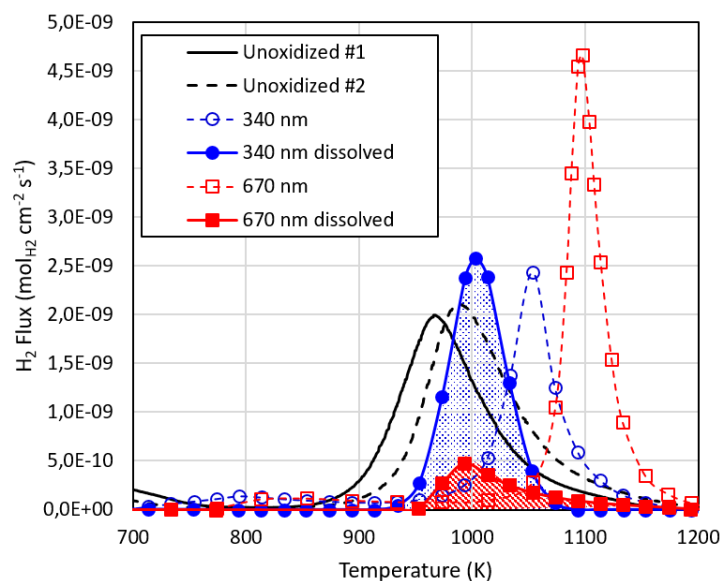 5,0E-09
4,5E-09
4,0E-09
3,5E-09
3,0E-09
2,5E-09
2,0E-09
1,5E-09
1,0E-09
5,0E-10
0,0E+00
H2 Flux (molH2 cm-2 s-1)
Unoxidized #1
Unoxidized #2
340 nm
340 nm dissolved
670 nm
670 nm dissolved
700 800 900 1000 1100 1200
Temperature (K)